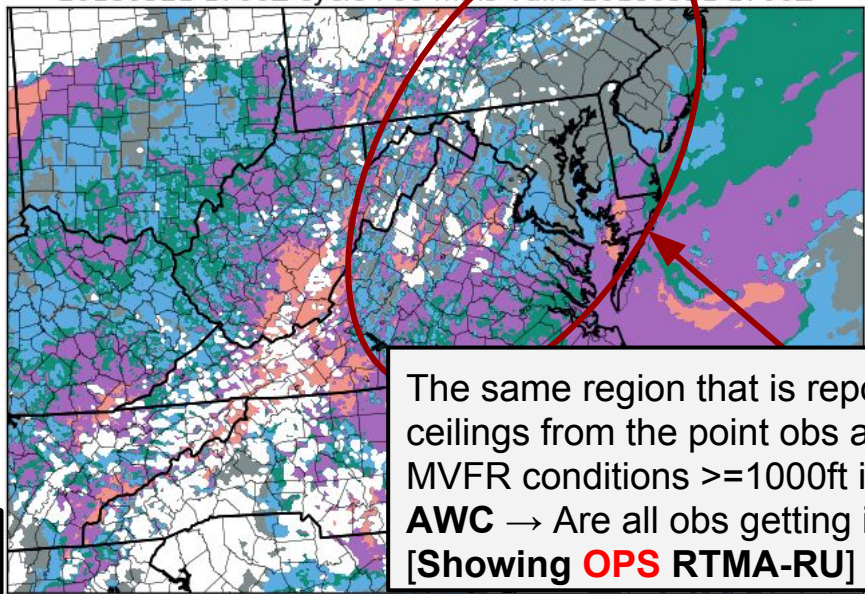 The same region that is repo
ceilings from the point obs a
MVFR conditions >=1000ft i
AWC → Are all obs getting i
[Showing OPS RTMA-RU]